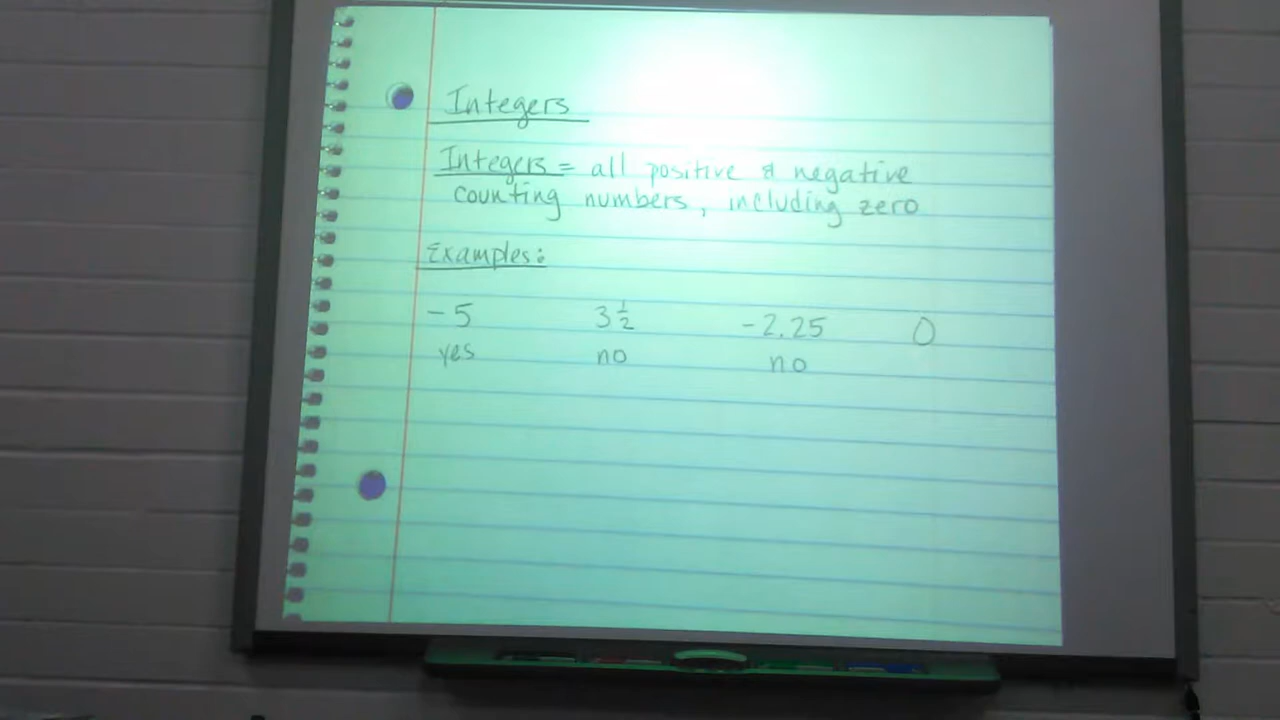 Integers
Integers = all positive & negative
counting numbers, including zero
Examples:
-5 3 1/2 -2.25 0
yes no no